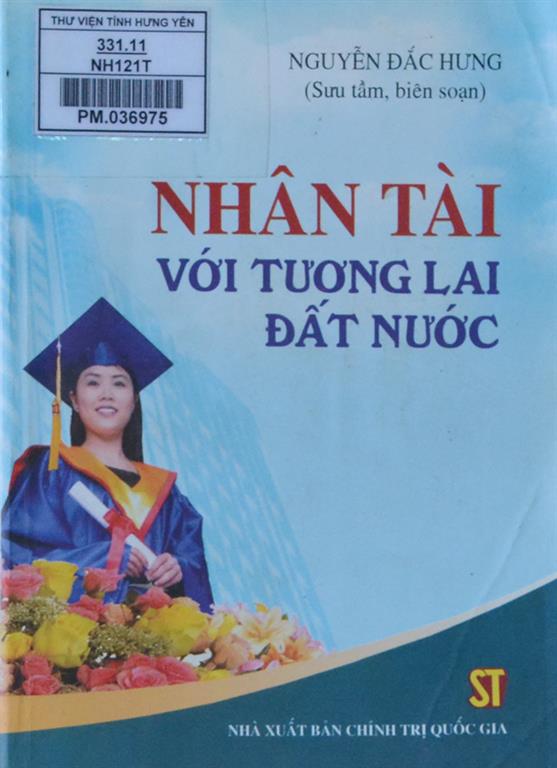 THƯ VIỆN TỈNH HƯNG YÊN
331.11
NH121T
PM.036975
NGUYỄN ĐẮC HƯNG
(Sưu tầm, biên soạn)
NHÂN TÀI
VỚI TƯƠNG LAI
ĐẤT NƯỚC
ST
NHÀ XUẤT BẢN CHÍNH TRỊ QUỐC GIA